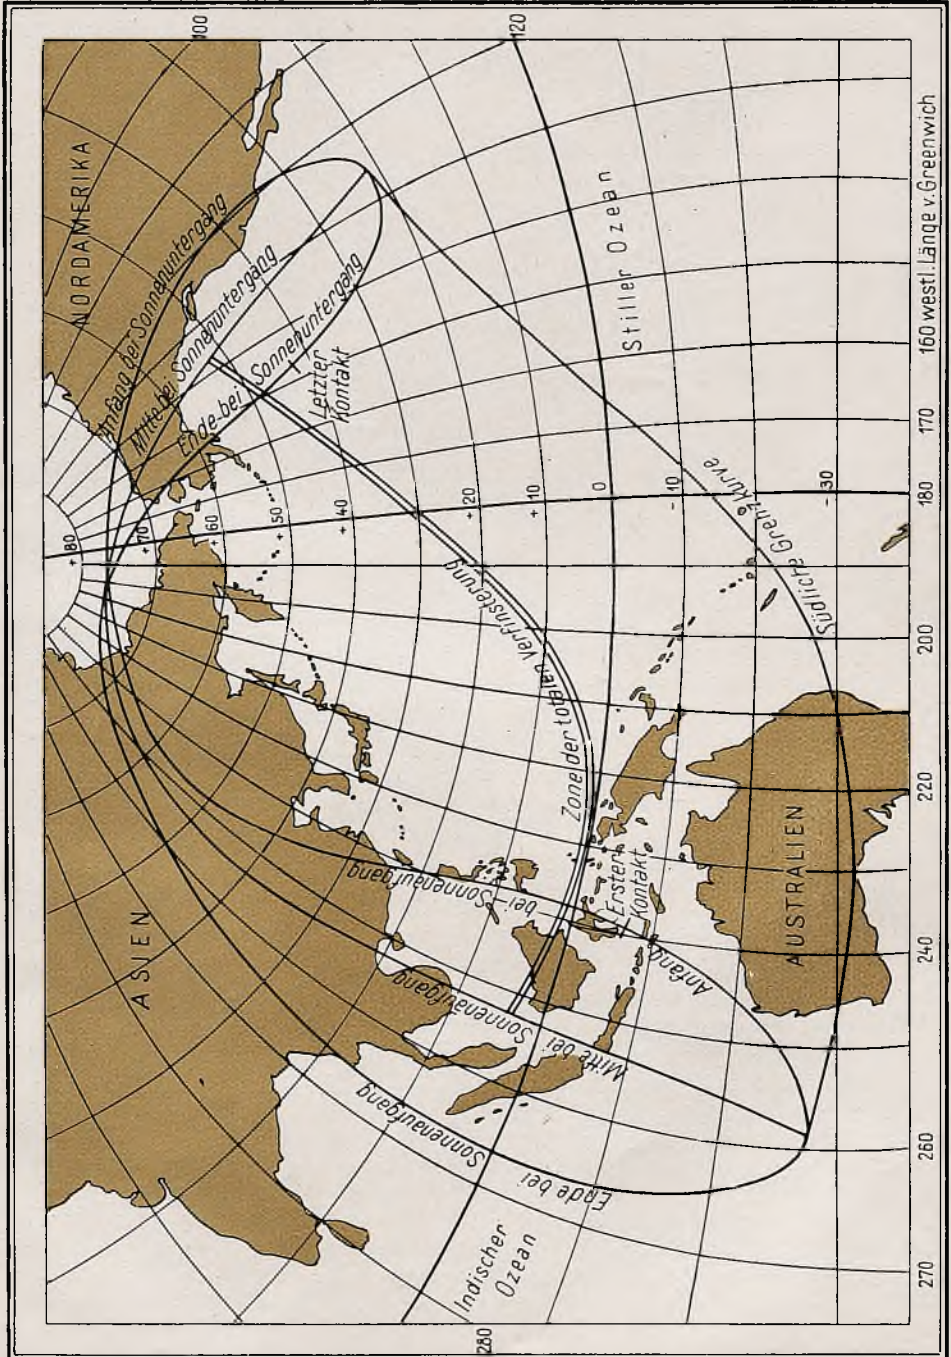 NORDAMERIKA
Anfang bei Sonnenuntergang
Mitte bei Sonnenuntergang
Ende bei Sonnenuntergang
Letzter
Kontakt
Stiller Ozean
Zone der totalen Verfinsterung
Südliche Grenzkurve
ASIEN
Anfang bei Sonnenaufgang
Mitte bei Sonnenaufgang
Ende bei Sonnenaufgang
Erster
Kontakt
AUSTRALIEN
Indischer
Ozean
+80
+70
+60
+50
+40
+20
+10
0
-10
-30
120
160 westl. Länge v. Greenwich
170
180
200
220
240
260
270
280